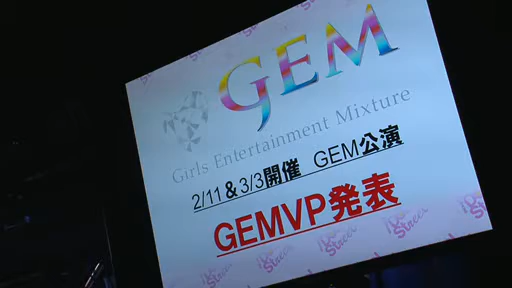 GEM
Girls Entertainment Mixture
2/11&3/3開催 GEM公演
GEMVP発表